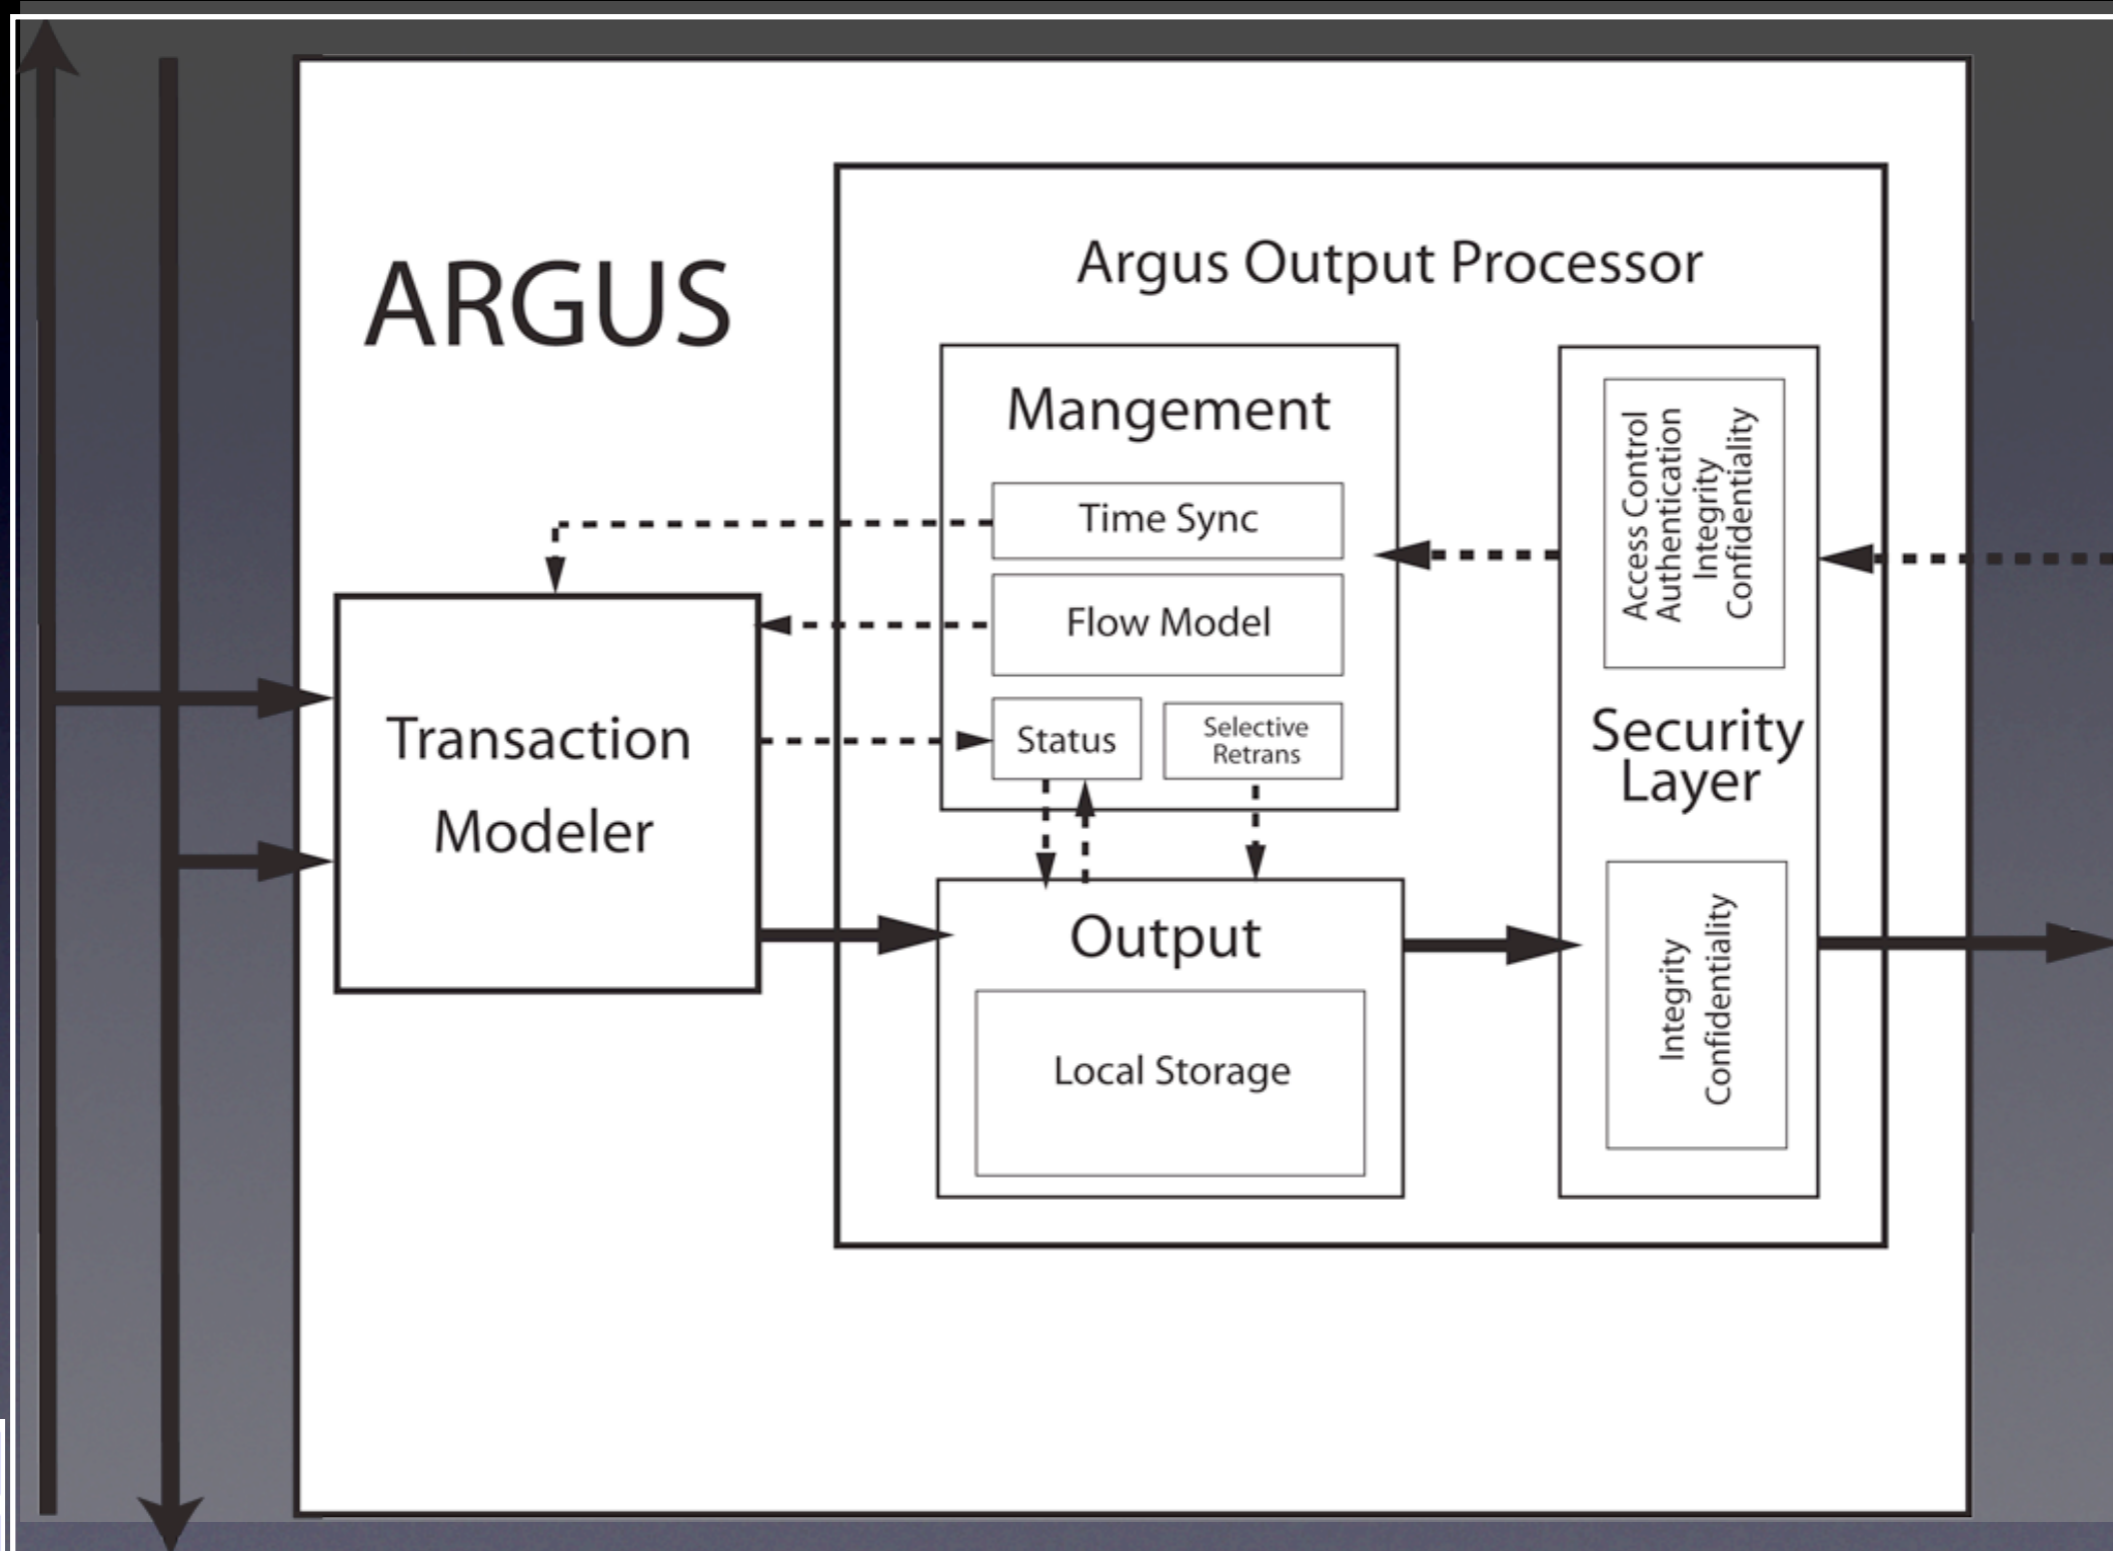 ARGUS
Argus Output Processor
Mangement
Time Sync
Flow Model
Status
Selective
Retrans
Access Control
Authentication
Integrity
Confidentiality
Security
Layer
Transaction
Modeler
Output
Local Storage
Integrity
Confidentiality